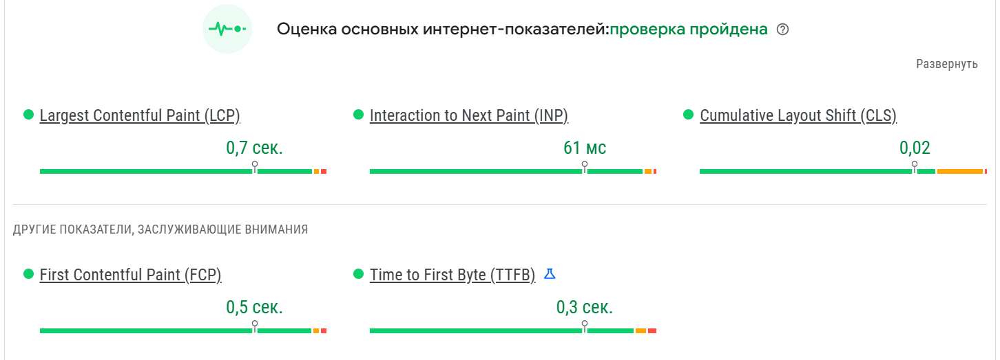 Оценка основных интернет-показателей:проверка пройдена
Развернуть
Largest Contentful Paint (LCP)
0,7 сек.
Interaction to Next Paint (INP)
61 мс
Cumulative Layout Shift (CLS)
0,02
ДРУГИЕ ПОКАЗАТЕЛИ, ЗАСЛУЖИВАЮЩИЕ ВНИМАНИЯ
First Contentful Paint (FCP)
0,5 сек.
Time to First Byte (TTFB)
0,3 сек.